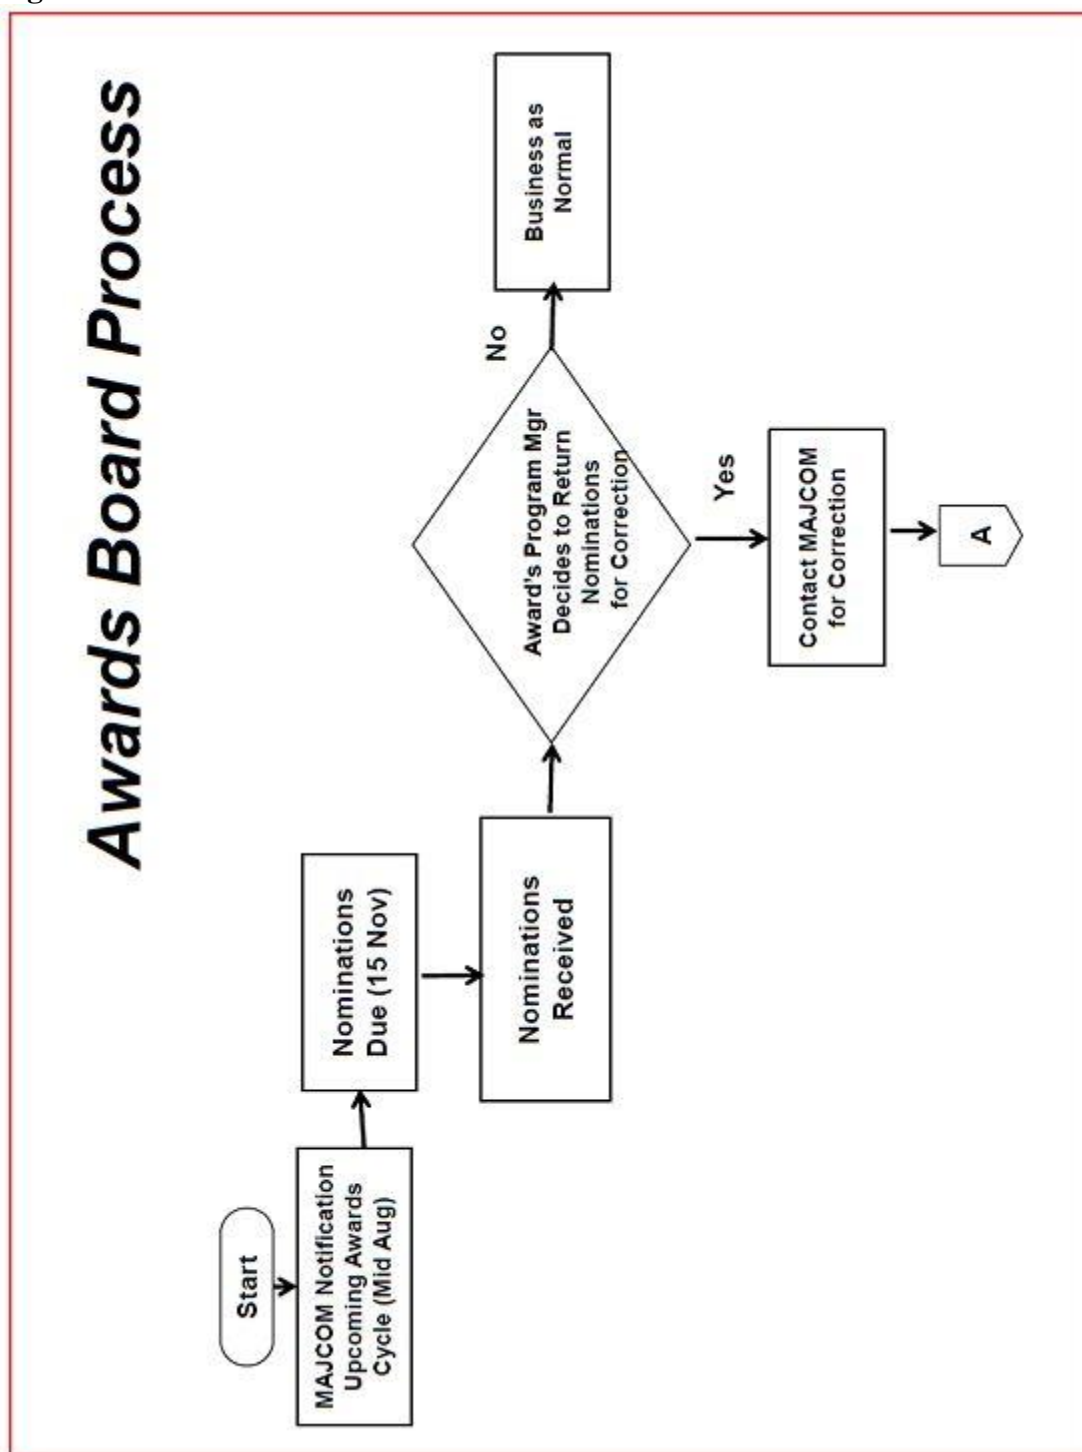 Awards Board Process
Start
MAJCOM Notification
Upcoming Awards
Cycle (Mid Aug)
Nominations
Due (15 Nov)
Nominations
Received
Award's Program Mgr
Decides to Return
Nominations
for Correction
No
Business as
Normal
Yes
Contact MAJCOM
for Correction
A